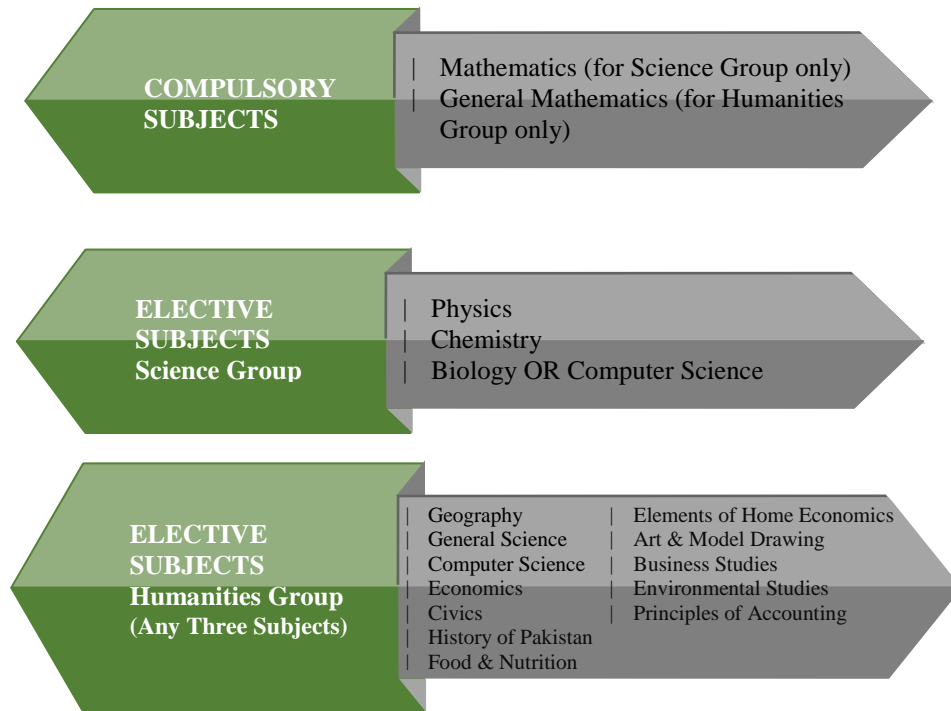 COMPULSORY
SUBJECTS
| Mathematics (for Science Group only)
| General Mathematics (for Humanities
Group only)
ELECTIVE
SUBJECTS
Science Group
| Physics
| Chemistry
| Biology OR Computer Science
ELECTIVE
SUBJECTS
Humanities Group
(Any Three Subjects)
| Geography
| General Science
| Computer Science
| Economics
| Civics
| History of Pakistan
| Food & Nutrition
| Elements of Home Economics
| Art & Model Drawing
| Business Studies
| Environmental Studies
| Principles of Accounting